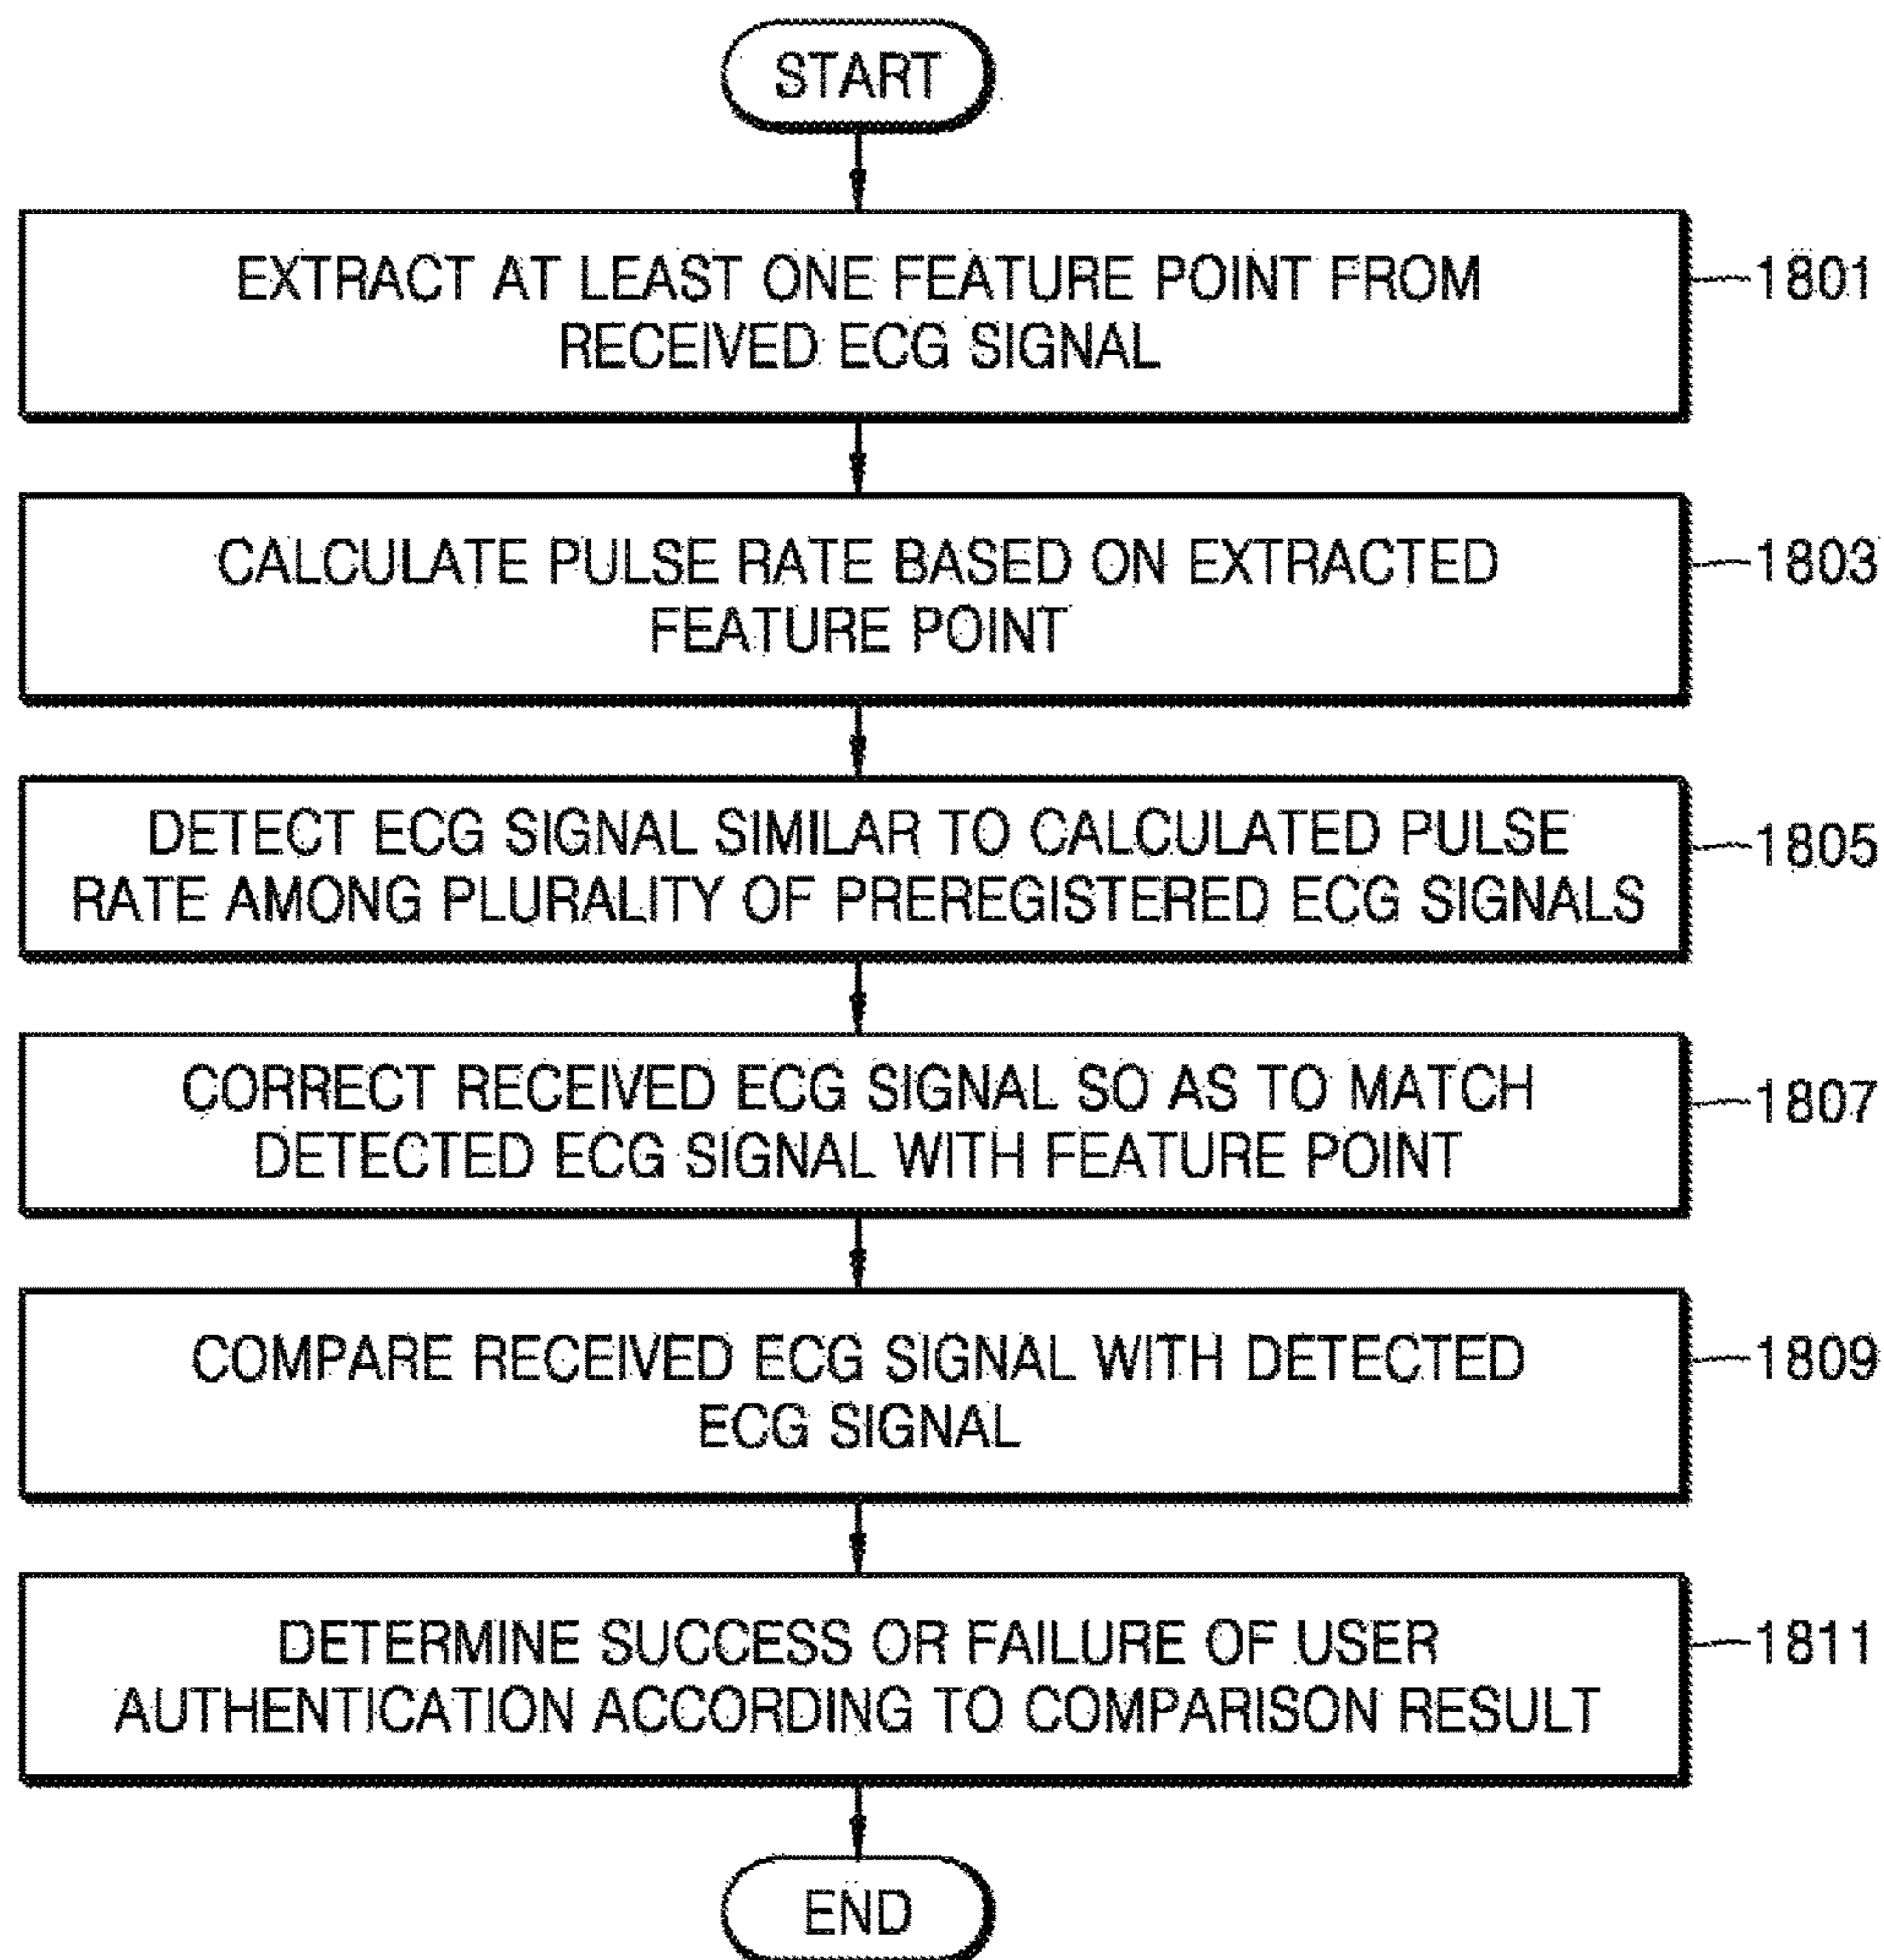 START
EXTRACT AT LEAST ONE FEATURE POINT FROM
RECEIVED ECG SIGNAL
1801
CALCULATE PULSE RATE BASED ON EXTRACTED
FEATURE POINT
1803
DETECT ECG SIGNAL SIMILAR TO CALCULATED PULSE
RATE AMONG PLURALITY OF PREREGISTERED ECG SIGNALS
1805
CORRECT RECEIVED ECG SIGNAL SO AS TO MATCH
DETECTED ECG SIGNAL WITH FEATURE POINT
1807
COMPARE RECEIVED ECG SIGNAL WITH DETECTED
ECG SIGNAL
1809
DETERMINE SUCCESS OR FAILURE OF USER
AUTHENTICATION ACCORDING TO COMPARISON RESULT
1811
END